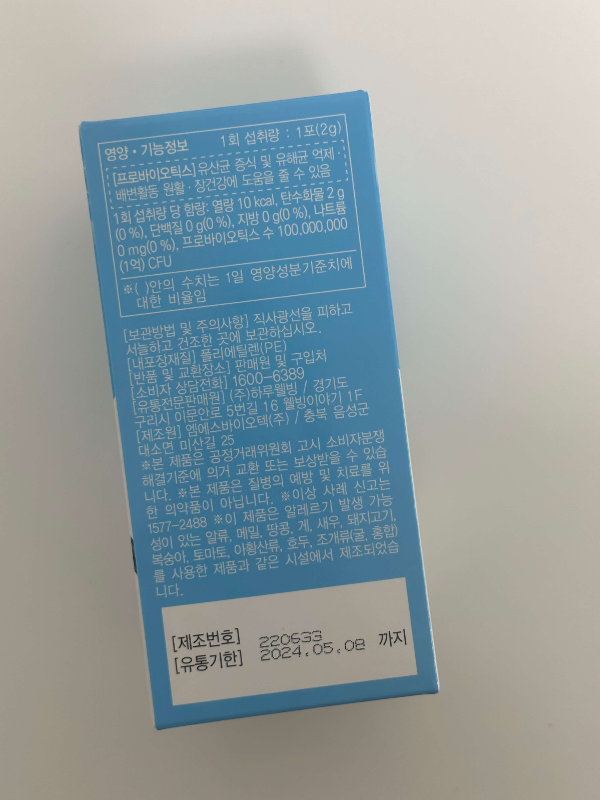 영양·기능정보 1회 섭취량 : 1포(2g)
[프로바이오틱스] 유산균 증식 및 유해균 억제·
배변활동 원활·장건강에 도움을 줄 수 있음
1회 섭취량 당 함량: 열량 10 kcal, 탄수화물 2 g
(0 %), 단백질 0 g(0 %), 지방 0 g(0 %), 나트륨
0 mg(0 %), 프로바이오틱스 수 100,000,000
(1억) CFU
※( )안의 수치는 1일 영양성분기준치에
대한 비율임
[보관방법 및 주의사항] 직사광선을 피하고
서늘하고 건조한 곳에 보관하십시오.
[내포장재질] 폴리에틸렌(PE)
[반품 및 교환장소] 판매원 및 구입처
[소비자 상담전화] 1600-6389
[유통전문판매원] (주)하루웰빙 / 경기도
구리시 이문안로 5번길 16 웰빙이야기 1F
[제조원] 엠에스바이오텍(주) / 충북 음성군
대소면 미산길 25
※본 제품은 공정거래위원회 고시 소비자분쟁
해결기준에 의거 교환 또는 보상받을 수 있습
니다. ※본 제품은 질병의 예방 및 치료를 위
한 의약품이 아닙니다. ※이상 사례 신고는
1577-2488 ※이 제품은 알레르기 발생 가능
성이 있는 알류, 메밀, 땅콩, 게, 새우, 돼지고기,
복숭아, 토마토, 아황산류, 호두, 조개류(굴, 홍합)
를 사용한 제품과 같은 시설에서 제조되었습
니다.
[제조번호] 220633
[유통기한] 2024.05.08 까지